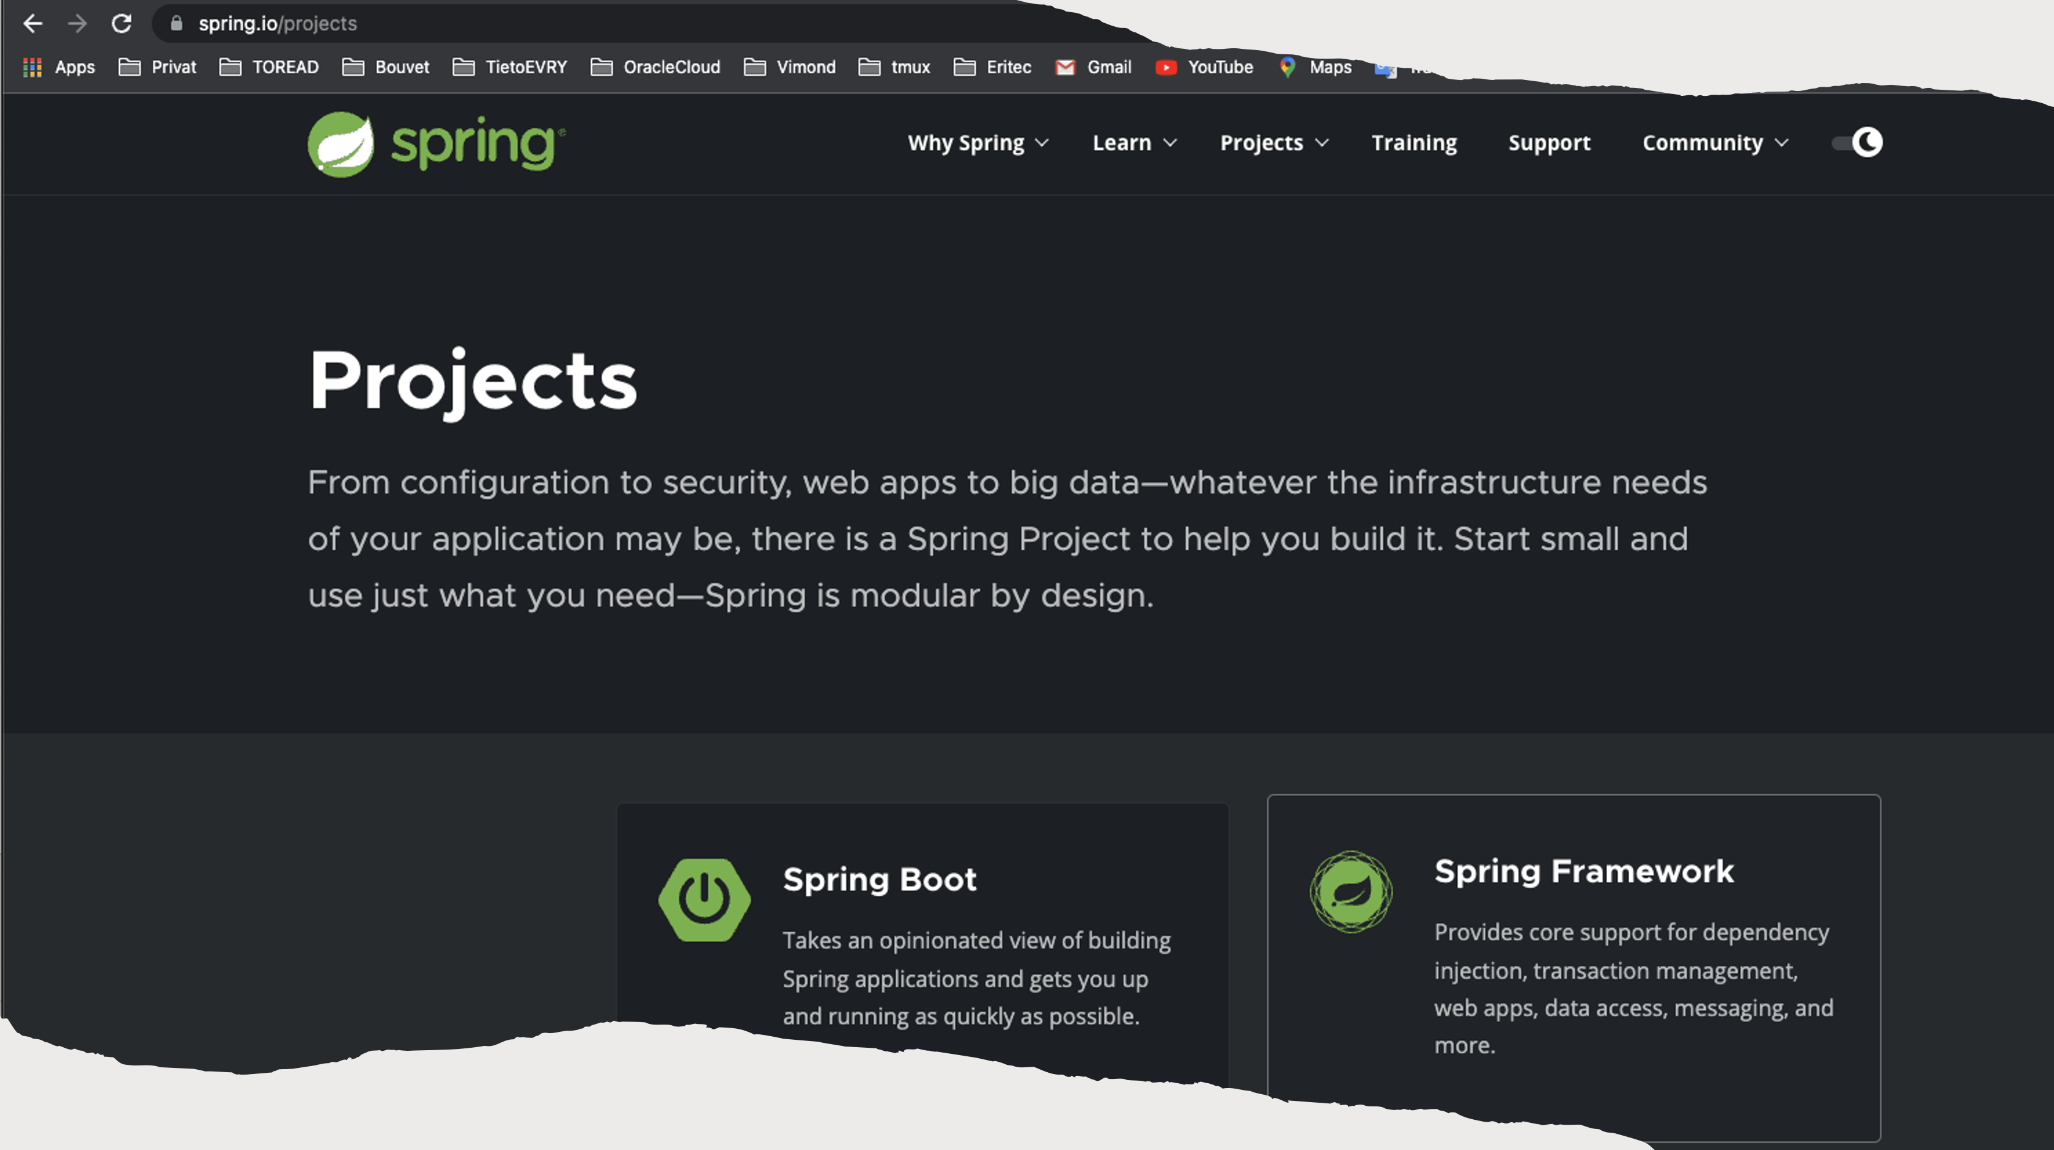 spring.io/projects
Apps Privat TOREAD Bouvet TietoEVRY OracleCloud Vimond tmux Eritec Gmail YouTube Maps
spring®
Why Spring Learn Projects Training Support Community
Projects
From configuration to security, web apps to big data—whatever the infrastructure needs
of your application may be, there is a Spring Project to help you build it. Start small and
use just what you need—Spring is modular by design.
Spring Boot
Takes an opinionated view of building
Spring applications and gets you up
and running as quickly as possible.
Spring Framework
Provides core support for dependency
injection, transaction management,
web apps, data access, messaging, and
more.